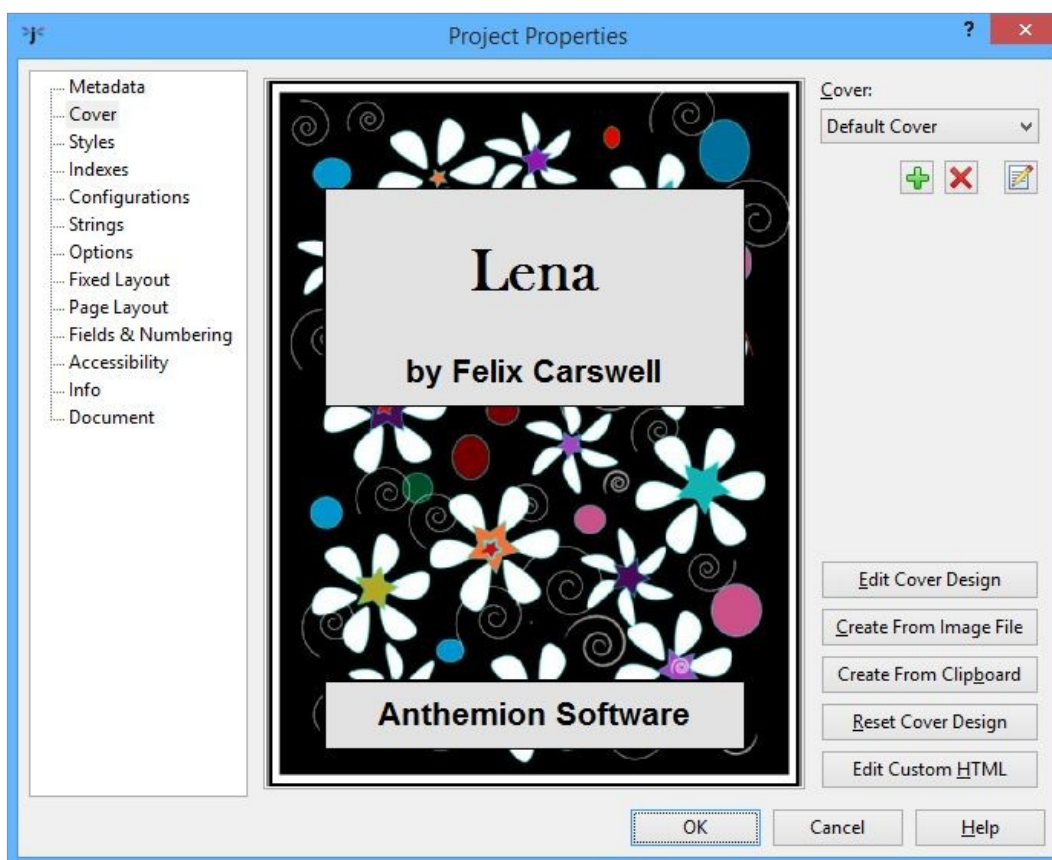 Project Properties
?
Metadata
Cover
Styles
Indexes
Configurations
Strings
Options
Fixed Layout
Page Layout
Fields & Numbering
Accessibility
Info
Document
Lena
by Felix Carswell
Anthemion Software
Cover:
Default Cover
Edit Cover Design
Create From Image File
Create From Clipboard
Reset Cover Design
Edit Custom HTML
OK
Cancel
Help